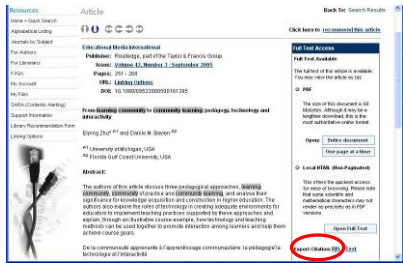 Resources
Home + Quick Search
Alphabetical Listing
Journals by Subject
For Authors
For Librarians
FAQs
My Account
My Files
SARA (Contents Alerting)
Support Information
Library Recommendation Form
Linking Options
Article
Back To: Search Results
Click here to recommend this article
Educational Media International
Publisher: Routledge, part of the Taylor & Francis Group
Issue: Volume 42, Number 3 / September 2005
Pages: 251 - 268
URL: Linking Options
DOI: 10.1080/09523980500161395
From learning community to community learning: pedagogy, technology and
interactivity
Erping Zhu A1 and Danilo M. Baylen A2
A1 University of Michigan, USA
A2 Florida Gulf Coast University, USA
Abstract:
The authors of this article discuss three pedagogical approaches, learning
community, community of practice and community learning, and analyse their
significance for knowledge acquisition and construction in higher education. The
authors also explore the roles of technology in creating adequate environments for
educators to implement teaching practices supported by these approaches and
explain, through an illustrative course example, how technology and teaching
methods can be used together to promote interaction among learners and help them
achieve course goals.
De la communauté apprenante à l'apprentissage communautaire: la pédagogie la
technologie et l'interactivité
Full Text Access
Full Text Available
The full text of this article is available.
You may view the article as (a):
PDF
The size of this document is 68
kilobytes. Although it may be a
lengthier download, this is the
most authoritative online format.
Open: Entire document
One page at a time
Local HTML (Non-Paginated)
This offers the quickest access
for ease of browsing. Please note
that some scientific and
mathematical characters may not
render as precisely as in PDF
versions.
Open Full Text
Export Citation: RIS | Text